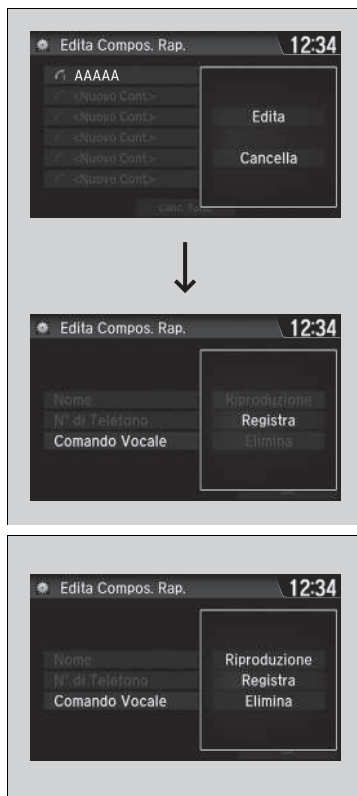 Edita Compos. Rap. 12:34
AAAAA
<Nuovo Cont.>
<Nuovo Cont.>
<Nuovo Cont.>
<Nuovo Cont.>
<Nuovo Cont.>
Edita
Cancella
Edita Compos. Rap. 12:34
Nome Riproduzione
N° di Telefono Registra
Comando Vocale Elimina
Edita Compos. Rap. 12:34
Nome Riproduzione
N° di Telefono Registra
Comando Vocale Elimina